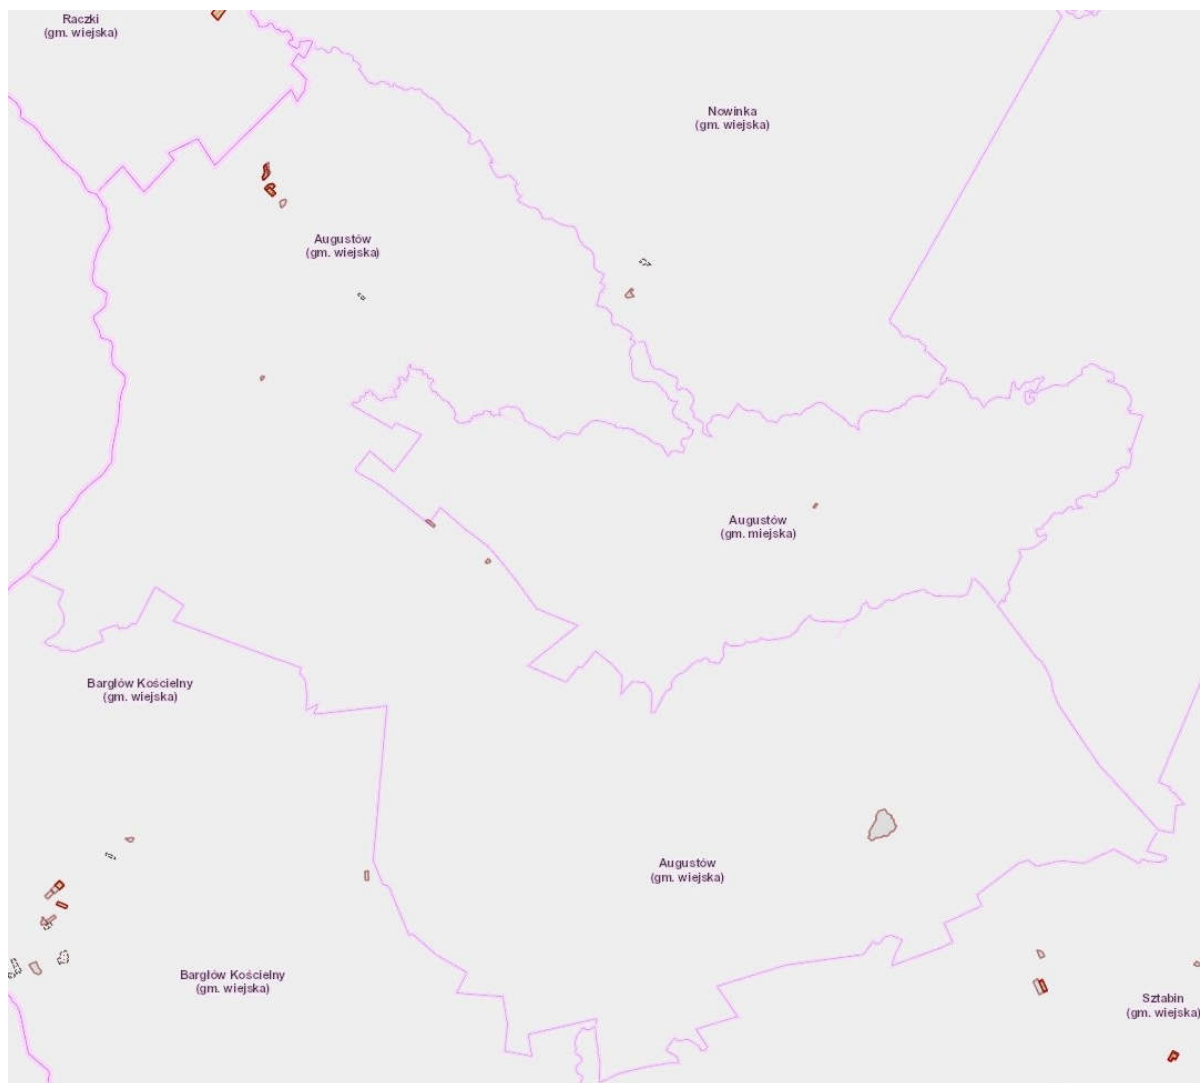 Raczki
(gm. wiejska)
Nowinka
(gm. wiejska)
Augustów
(gm. wiejska)
Augustów
(gm. miejska)
Bargłów Kościelny
(gm. wiejska)
Augustów
(gm. wiejska)
Bargłów Kościelny
(gm. wiejska)
Sztabin
(gm. wiejska)